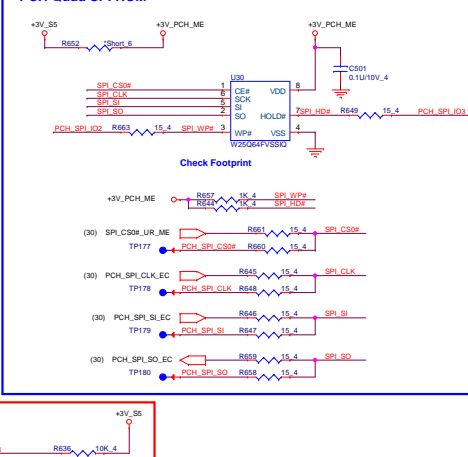 +3V_S5
+3V_PCH_ME
+3V_PCH_ME
R652
*Short_6
C501
0.1U/10V_4
U30
SPI_CS0# 1 CE# VDD 8
SPI_CLK 6 SCK
SPI_SI 5 SI
SPI_SO 2 SO HOLD# 7 SPI_HD# R649 15_4 PCH_SPI_IO3
PCH_SPI_IO2 R663 15_4 SPI_WP# 3 WP# VSS 4
W25Q64FVSSIQ
Check Footprint
+3V_PCH_ME R657 1K_4 SPI_WP#
R644 1K_4 SPI_HD#
(30) SPI_CS0#_UR_ME R661 15_4 SPI_CS0#
TP177 PCH_SPI_CS0# R660 15_4
(30) PCH_SPI_CLK_EC R645 15_4 SPI_CLK
TP178 PCH_SPI_CLK R648 15_4
(30) PCH_SPI_SI_EC R646 15_4 SPI_SI
TP179 PCH_SPI_SI R647 15_4
(30) PCH_SPI_SO_EC R659 15_4 SPI_SO
TP180 PCH_SPI_SO R658 15_4
+3V_S5
R636 10K_4